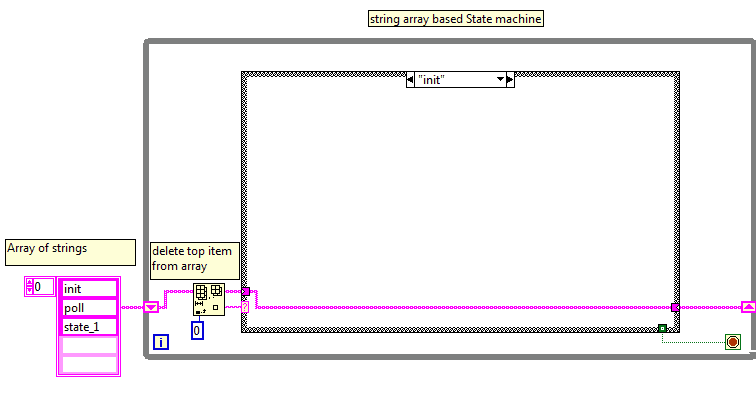 string array based State machine
"init"
Array of strings
delete top item
from array
0
init
poll
state_1
?
0
i